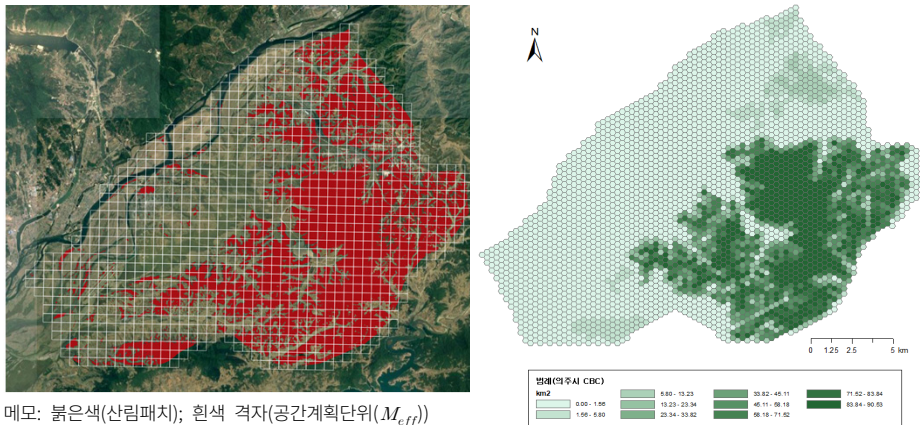 N
0 1.25 2.5 5 km
범례(의주시 CBC)
km2
0.00 - 1.56
1.56 - 5.80
5.80 - 13.23
13.23 - 23.34
23.34 - 33.82
33.82 - 45.11
45.11 - 58.18
58.18 - 71.52
71.52 - 83.84
83.84 - 90.53
메모: 붉은색(산림패치); 흰색 격자(공간계획단위(M_eff))